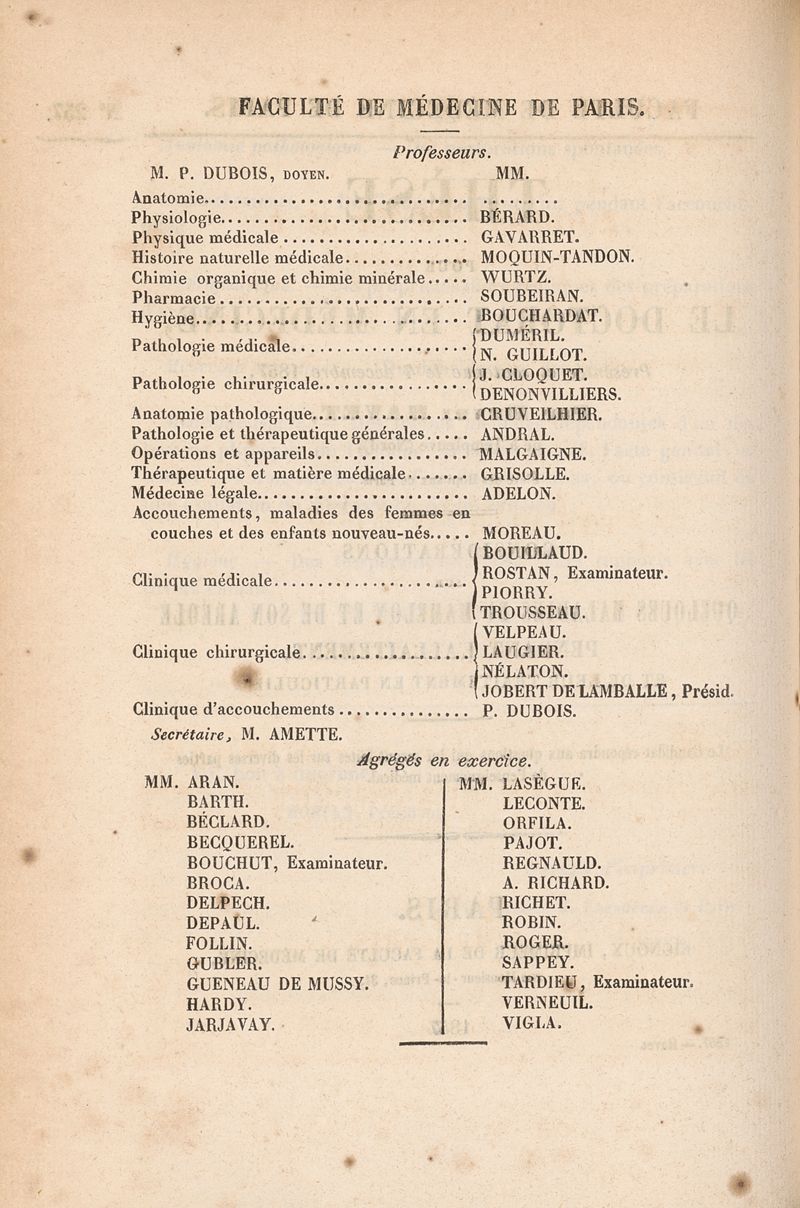 FACULTÉ DE MÉDECINE DE PARIS.
Professeurs.
M. P. DUBOIS, DOYEN. MM.
Anatomie.............................. .........
Physiologie............................ BÉRARD.
Physique médicale ..................... GAVARRET.
Histoire naturelle médicale.............. MOQUIN-TANDON.
Chimie organique et chimie minérale..... WURTZ.
Pharmacie............................. SOUBEIRAN.
Hygiène............................... BOUCHARDAT.
Pathologie médicale.................... { DUMÉRIL.
N. GUILLOT.
Pathologie chirurgicale................. { J. CLOQUET.
DENONVILLIERS.
Anatomie pathologique.................. CRUVEILHIER.
Pathologie et thérapeutique générales..... ANDRAL.
Opérations et appareils................. MALGAIGNE.
Thérapeutique et matière médicale....... GRISOLLE.
Médecine légale........................ ADELON.
Accouchements, maladies des femmes en
couches et des enfants nouveau-nés..... MOREAU.
Clinique médicale...................... { BOUILLAUD.
ROSTAN, Examinateur.
PIORRY.
TROUSSEAU.
Clinique chirurgicale................... { VELPEAU.
LAUGIER.
NÉLATON.
JOBERT DE LAMBALLE, Présid.
Clinique d'accouchements ............... P. DUBOIS.
Secrétaire, M. AMETTE.
Agrégés en exercice.
MM. ARAN.
BARTH.
BÉCLARD.
BECQUEREL.
BOUCHUT, Examinateur.
BROCA.
DELPECH.
DEPAUL.
FOLLIN.
GUBLER.
GUENEAU DE MUSSY.
HARDY.
JARJAVAY.
MM. LASÈGUE.
LECONTE.
ORFILA.
PAJOT.
REGNAULD.
A. RICHARD.
RICHET.
ROBIN.
ROGER.
SAPPEY.
TARDIEU, Examinateur.
VERNEUIL.
VIGLA.